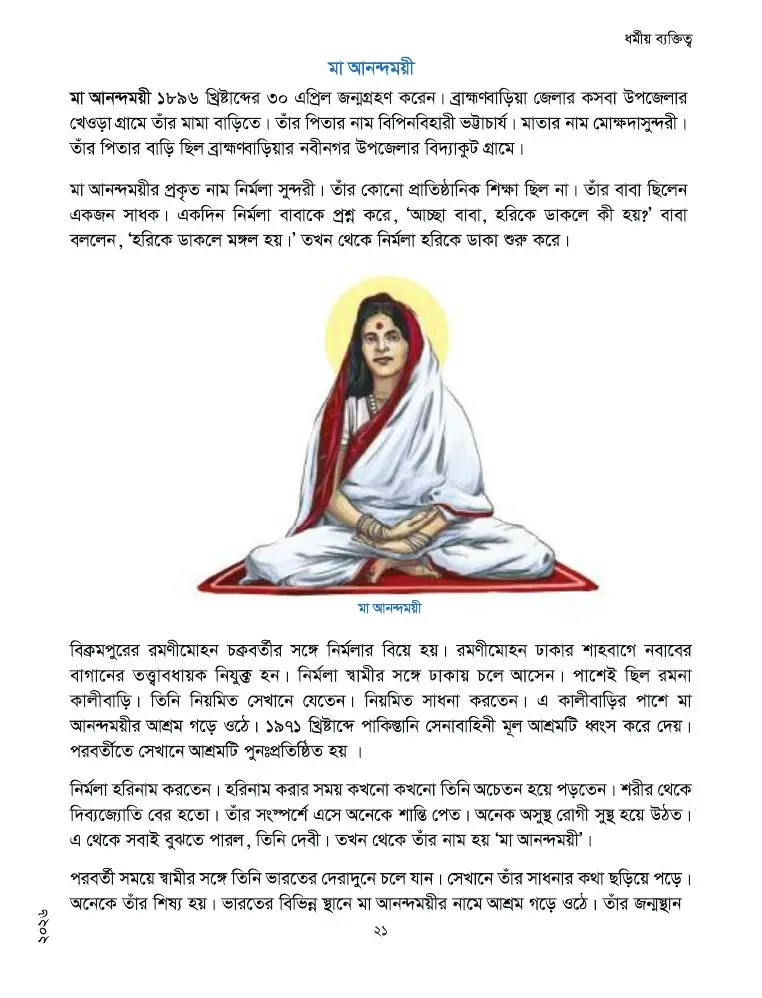 ধর্মীয় ব্যক্তিত্ব
মা আনন্দময়ী
মা আনন্দময়ী ১৮৯৬ খ্রিষ্টাব্দের ৩০ এপ্রিল জন্মগ্রহণ করেন। ব্রাহ্মণবাড়িয়া জেলার কসবা উপজেলার
খেওড়া গ্রামে তাঁর মামা বাড়িতে। তাঁর পিতার নাম বিপিনবিহারী ভট্টাচার্য। মাতার নাম মোক্ষদাসুন্দরী।
তাঁর পিতার বাড়ি ছিল ব্রাহ্মণবাড়িয়ার নবীনগর উপজেলার বিদ্যাকুট গ্রামে।
মা আনন্দময়ীর প্রকৃত নাম নির্মলা সুন্দরী। তাঁর কোনো প্রাতিষ্ঠানিক শিক্ষা ছিল না। তাঁর বাবা ছিলেন
একজন সাধক। একদিন নির্মলা বাবাকে প্রশ্ন করে, ‘আচ্ছা বাবা, হরিকে ডাকলে কী হয়?’ বাবা
বললেন, ‘হরিকে ডাকলে মঙ্গল হয়।’ তখন থেকে নির্মলা হরিকে ডাকা শুরু করে।
মা আনন্দময়ী
বিক্রমপুরের রমণীমোহন চক্রবর্তীর সঙ্গে নির্মলার বিয়ে হয়। রমণীমোহন ঢাকার শাহবাগে নবাবের
বাগানের তত্ত্বাবধায়ক নিযুক্ত হন। নির্মলা স্বামীর সঙ্গে ঢাকায় চলে আসেন। পাশেই ছিল রমনা
কালীবাড়ি। তিনি নিয়মিত সেখানে যেতেন। নিয়মিত সাধনা করতেন। এ কালীবাড়ির পাশে মা
আনন্দময়ীর আশ্রম গড়ে ওঠে। ১৯৭১ খ্রিষ্টাব্দে পাকিস্তানি সেনাবাহিনী মূল আশ্রমটি ধ্বংস করে দেয়।
পরবর্তীতে সেখানে আশ্রমটি পুনঃপ্রতিষ্ঠিত হয় ।
নির্মলা হরিনাম করতেন। হরিনাম করার সময় কখনো কখনো তিনি অচেতন হয়ে পড়তেন। শরীর থেকে
দিব্যজ্যোতি বের হতো। তাঁর সংস্পর্শে এসে অনেকে শান্তি পেত। অনেক অসুস্থ রোগী সুস্থ হয়ে উঠত।
এ থেকে সবাই বুঝতে পারল, তিনি দেবী। তখন থেকে তাঁর নাম হয় ‘মা আনন্দময়ী’।
পরবর্তী সময়ে স্বামীর সঙ্গে তিনি ভারতের দেরাদুনে চলে যান। সেখানে তাঁর সাধনার কথা ছড়িয়ে পড়ে।
অনেকে তাঁর শিষ্য হয়। ভারতের বিভিন্ন স্থানে মা আনন্দময়ীর নামে আশ্রম গড়ে ওঠে। তাঁর জন্মস্থান
২০২৬
২১